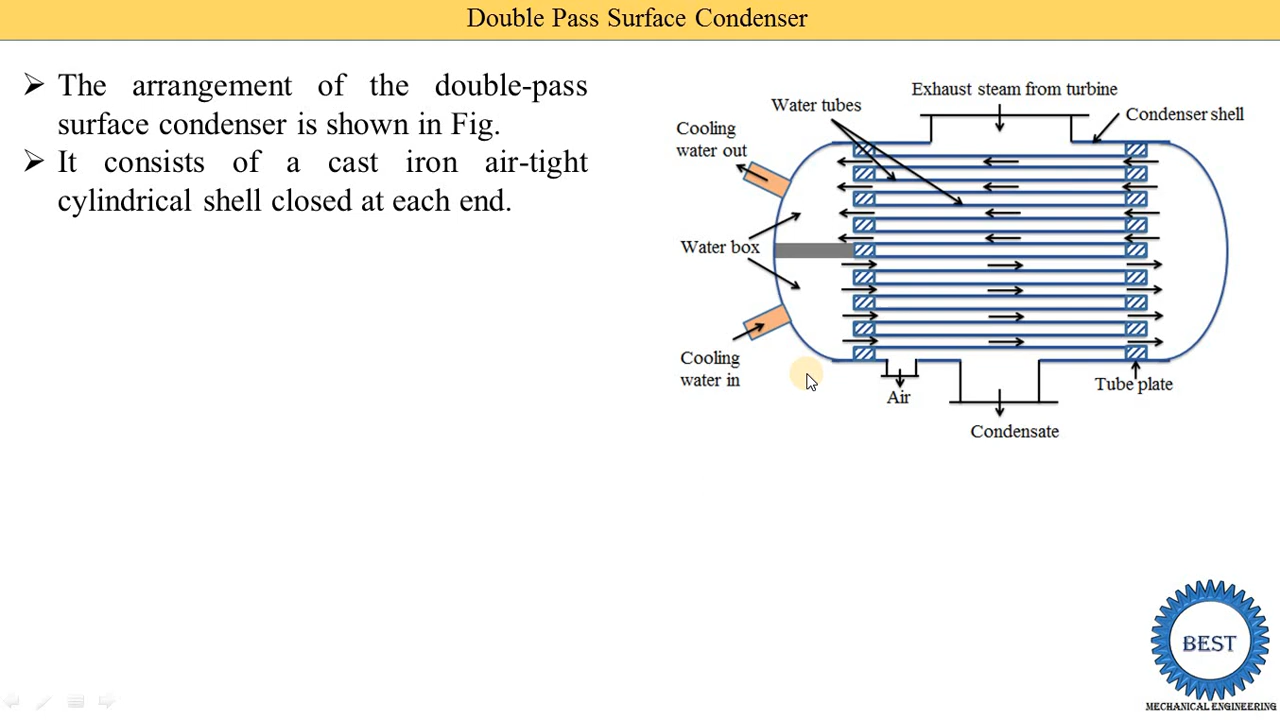 Double Pass Surface Condenser
➢ The arrangement of the double-pass
surface condenser is shown in Fig.
➢ It consists of a cast iron air-tight
cylindrical shell closed at each end.
Exhaust steam from turbine
Water tubes
Condenser shell
Cooling
water out
Water box
Cooling
water in
Tube plate
Air
Condensate
BEST
MECHANICAL ENGINEERING